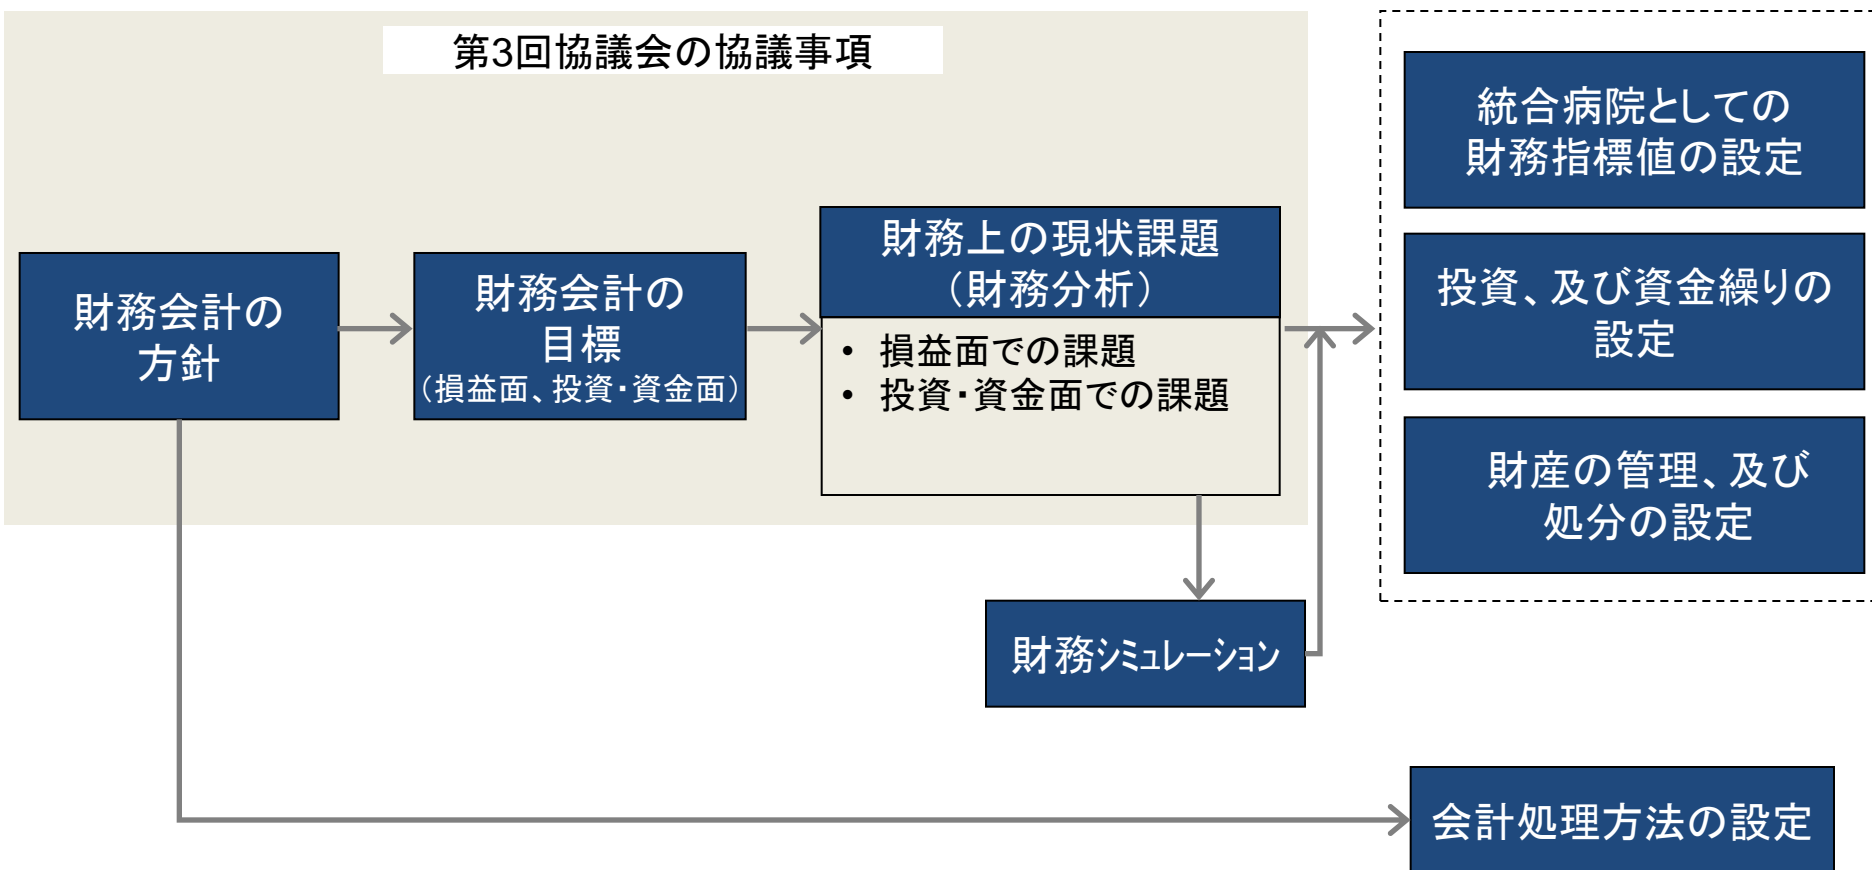 第3回協議会の協議事項
財務会計の
方針
財務会計の
目標
（損益面、投資・資金面）
財務上の現状課題
（財務分析）
• 損益面での課題
• 投資・資金面での課題
財務シミュレーション
統合病院としての
財務指標値の設定
投資、及び資金繰りの
設定
財産の管理、及び
処分の設定
会計処理方法の設定